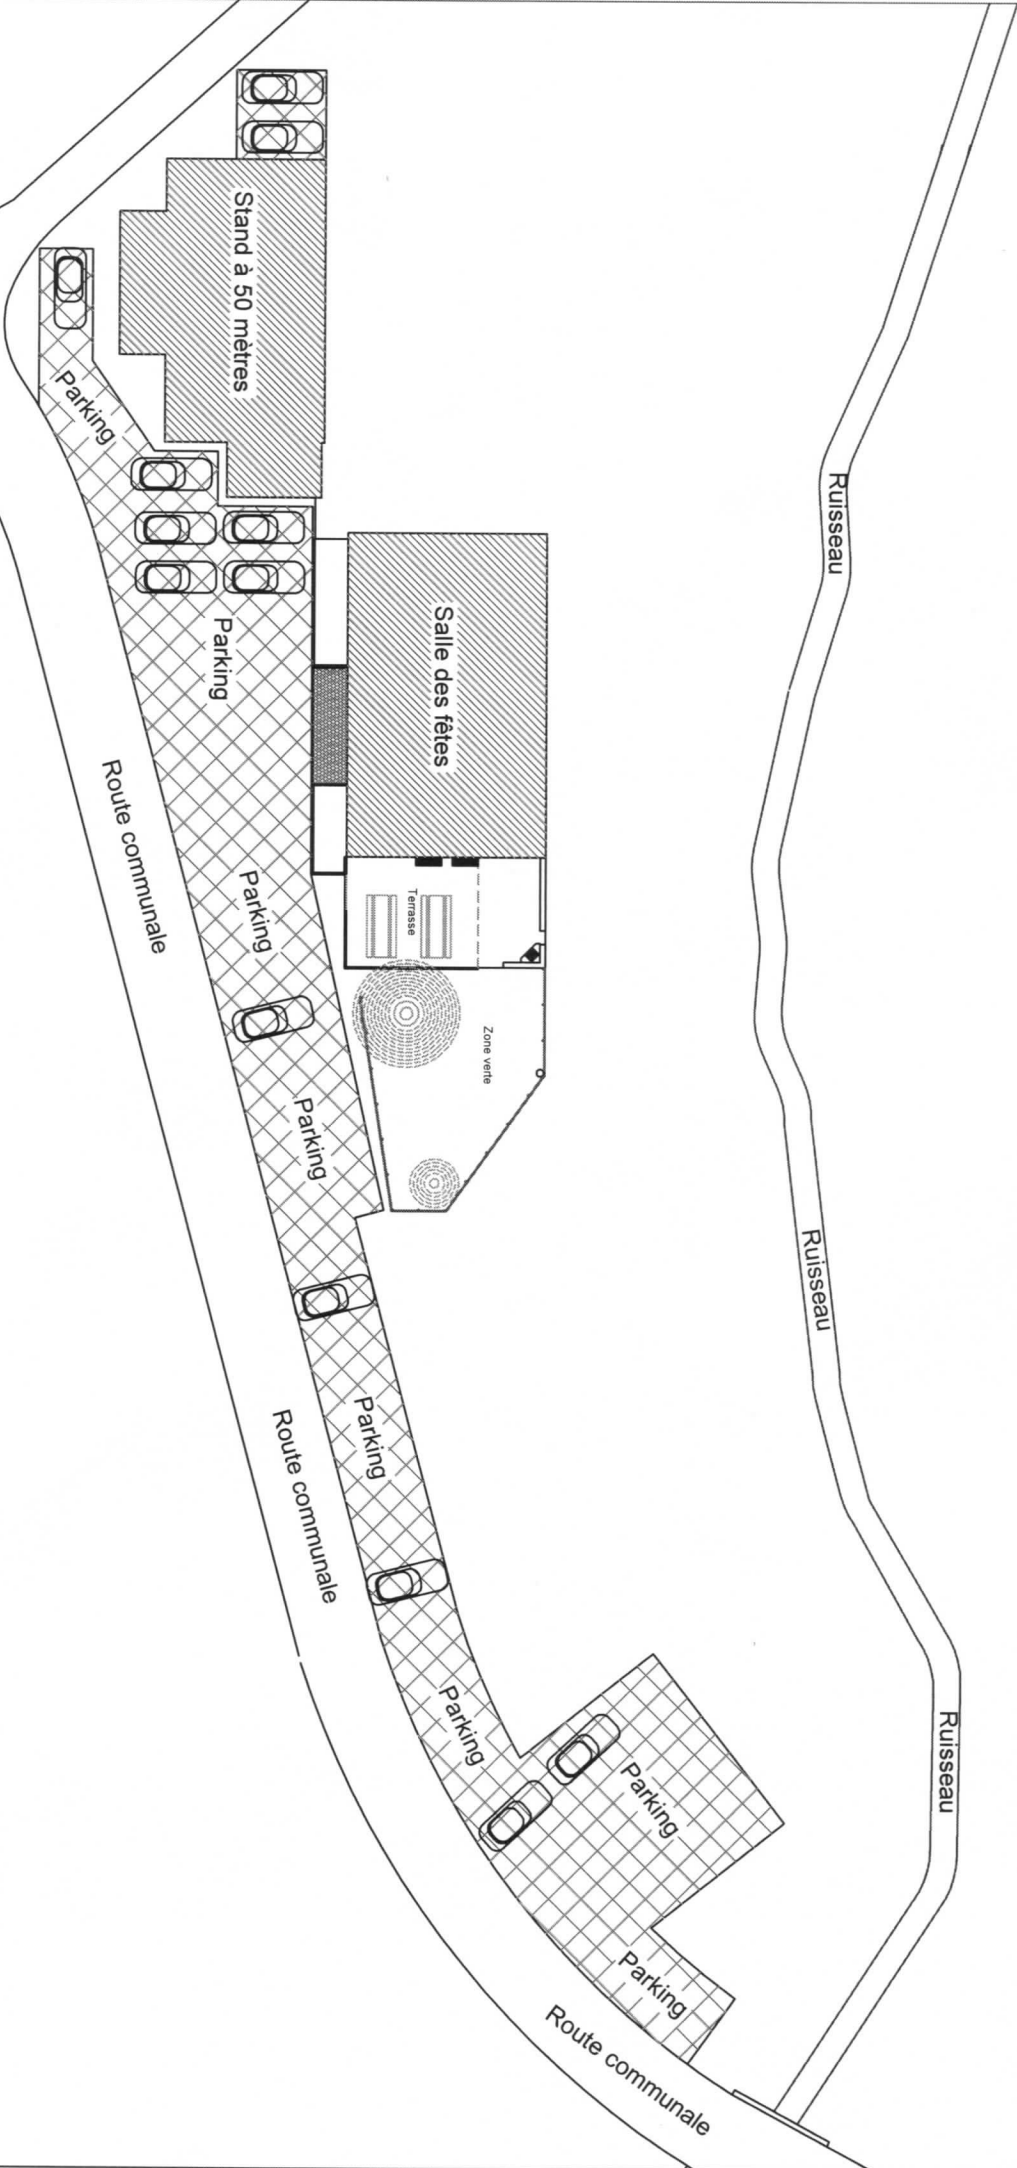 Stand à 50 mètres
Parking
Ruisseau
Salle des fêtes
Parking
Route communale
Parking
Terrasse
Zone verte
Parking
Ruisseau
Parking
Route communale
Parking
Ruisseau
Parking
Parking
Route communale